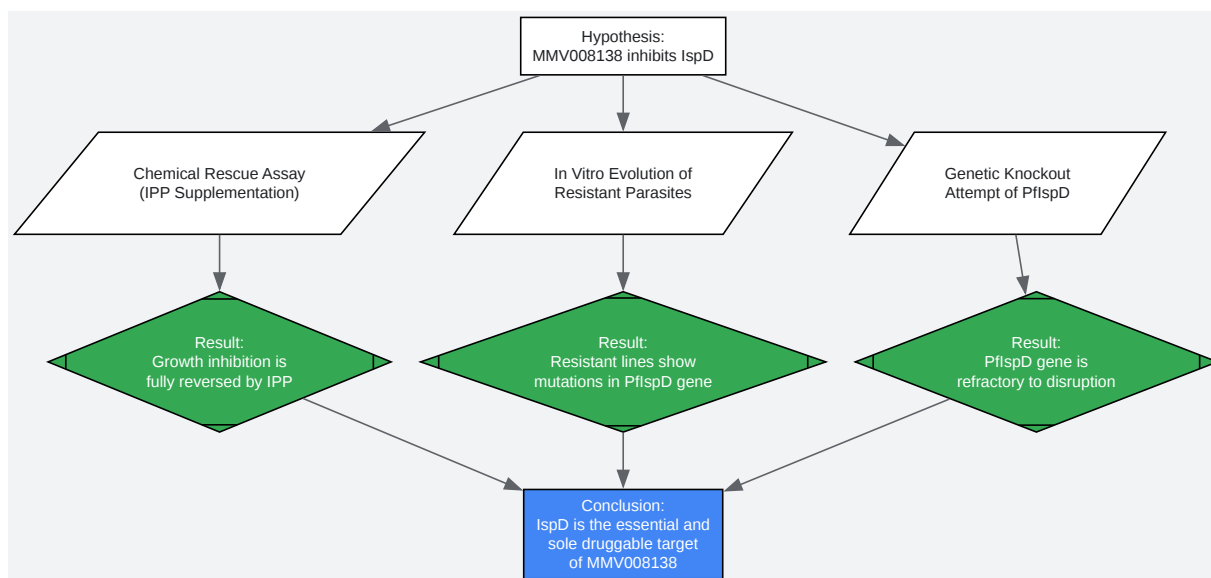 Hypothesis:
MMV008138 inhibits IspD
Chemical Rescue Assay
(IPP Supplementation)
In Vitro Evolution of
Resistant Parasites
Genetic Knockout
Attempt of PfIspD
Result:
Growth inhibition is
fully reversed by IPP
Result:
Resistant lines show
mutations in PfIspD gene
Result:
PfIspD gene is
refractory to disruption
Conclusion:
IspD is the essential and
sole druggable target
of MMV008138